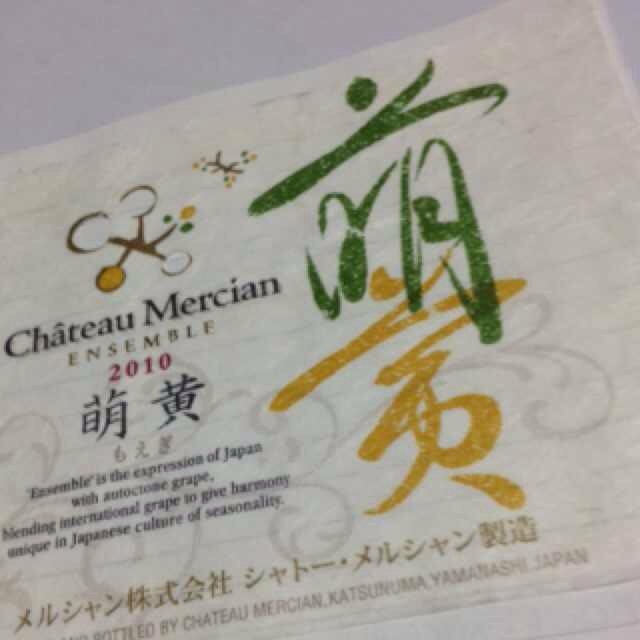 Château Mercian
ENSEMBLE
2010
萌黄
もえぎ
'Ensemble' is the expression of Japan
with autoctone grape,
blending international grape to give harmony
unique in Japanese culture of seasonality.
萌
黄
メルシャン株式会社 シャトー・メルシャン製造
AND BOTTLED BY CHATEAU MERCIAN, KATSUNUMA, YAMANASHI, JAPAN